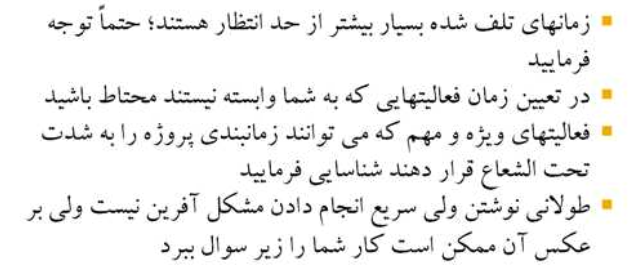 ▪ زمانهای تلف شده بسیار بیشتر از حد انتظار هستند؛ حتماً توجه
فرمایید
▪ در تعیین زمان فعالیتهایی که به شما وابسته نیستند محتاط باشید
▪ فعالیتهای ویژه و مهم که می توانند زمانبندی پروژه را به شدت
تحت الشعاع قرار دهند شناسایی فرمایید
▪ طولانی نوشتن ولی سریع انجام دادن مشکل آفرین نیست ولی بر
عکس آن ممکن است کار شما را زیر سوال ببرد